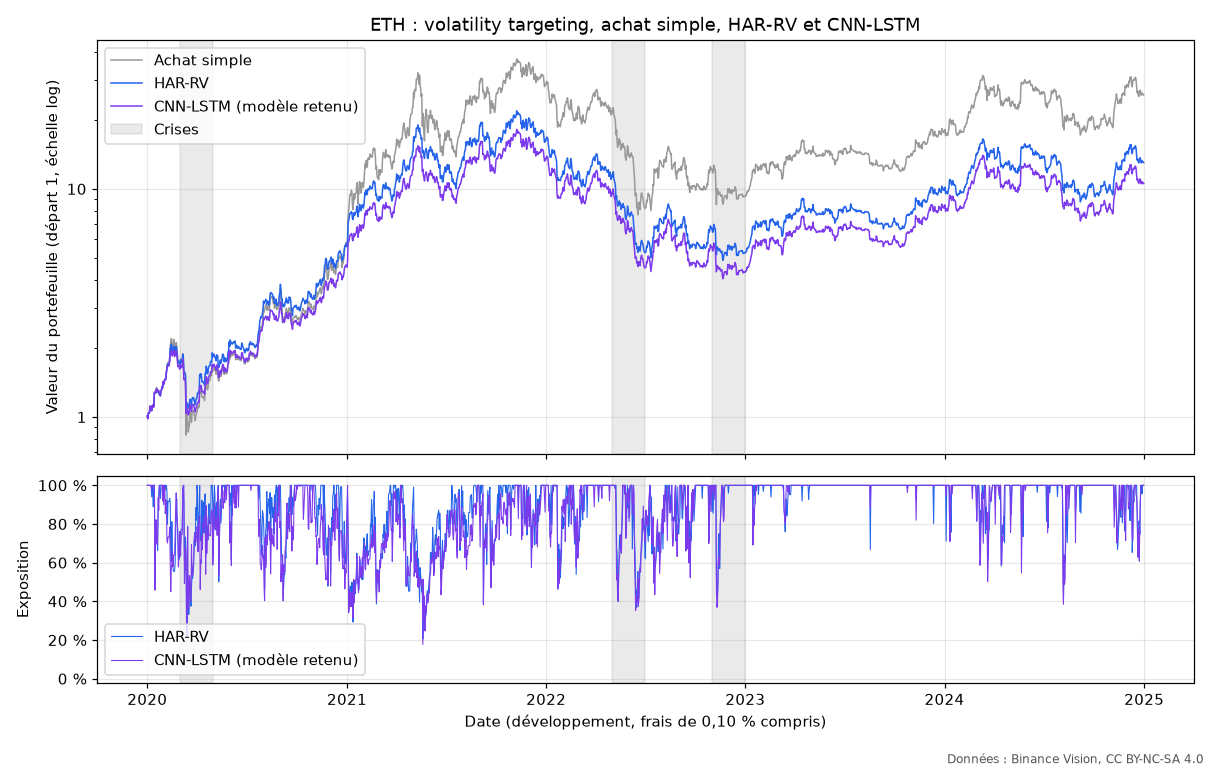 ETH : volatility targeting, achat simple, HAR-RV et CNN-LSTM
Valeur du portefeuille (départ 1, échelle log)
10
1
Achat simple
HAR-RV
CNN-LSTM (modèle retenu)
Crises
Exposition
100 %
80 %
60 %
40 %
20 %
0 %
HAR-RV
CNN-LSTM (modèle retenu)
2020 2021 2022 2023 2024 2025
Date (développement, frais de 0,10 % compris)
Données : Binance Vision, CC BY-NC-SA 4.0